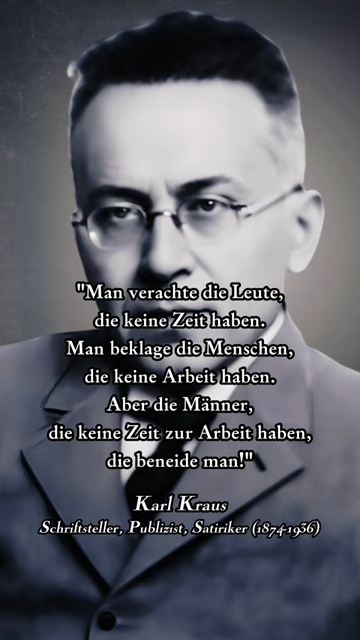 "Man verachte die Leute,
die keine Zeit haben.
Man beklage die Menschen,
die keine Arbeit haben.
Aber die Männer,
die keine Zeit zur Arbeit haben,
die beneide man!"
Karl Kraus
Schriftsteller, Publizist, Satiriker (1874-1936)